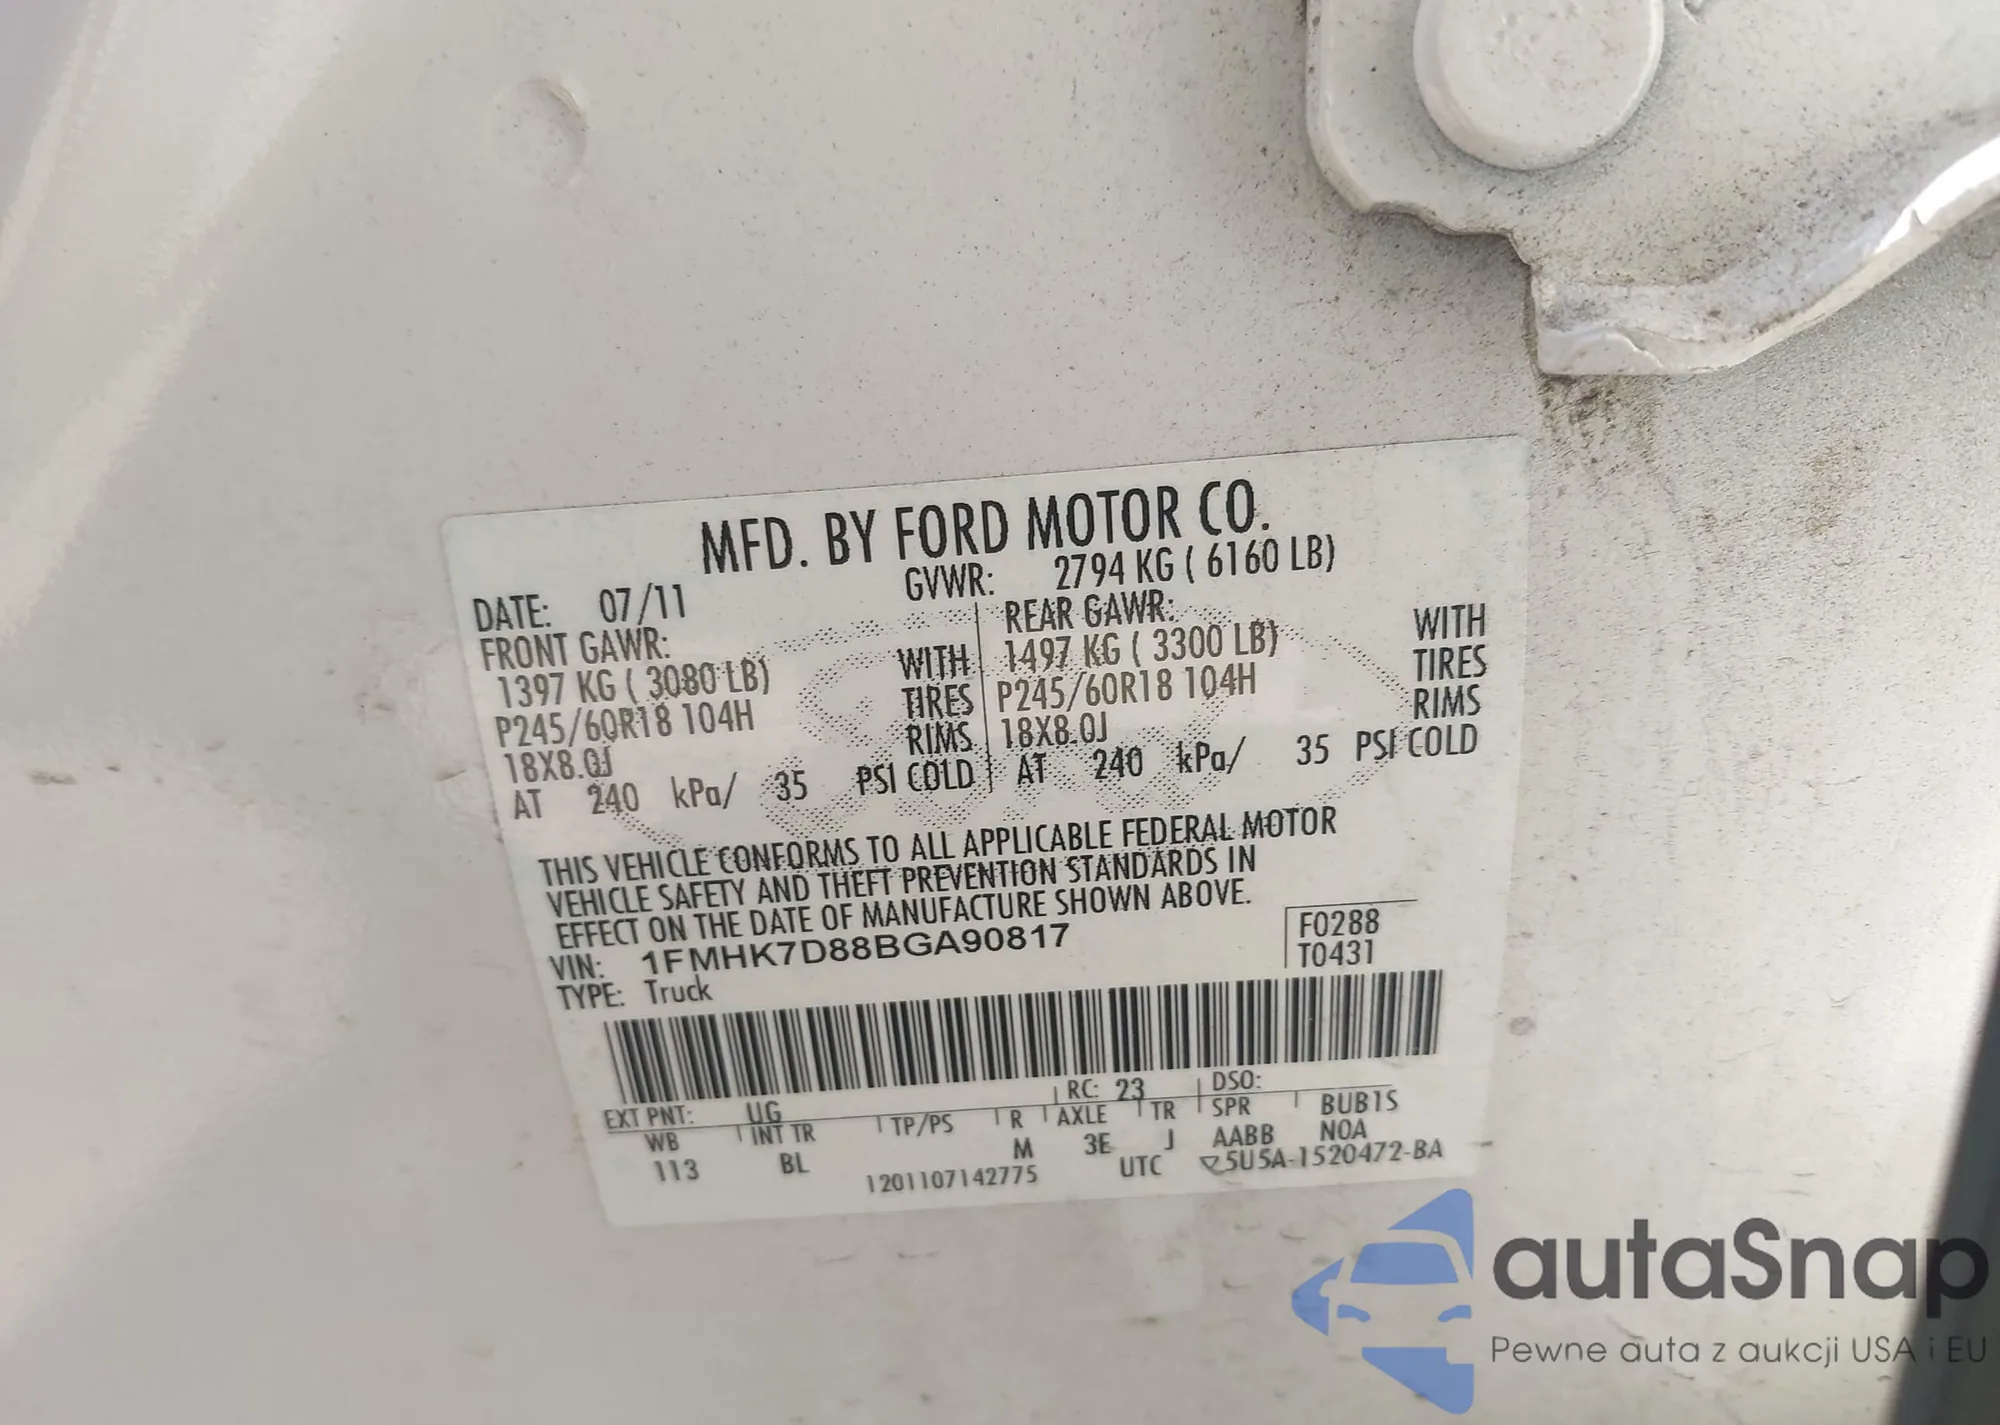 MFD. BY FORD MOTOR CO.
DATE: 07/11 GVWR: 2794 KG ( 6160 LB)
FRONT GAWR: REAR GAWR:
1397 KG ( 3080 LB) WITH 1497 KG ( 3300 LB) WITH
P245/60R18 104H TIRES P245/60R18 104H TIRES
18X8.0J RIMS 18X8.0J RIMS
AT 240 kPa/ 35 PSI COLD AT 240 kPa/ 35 PSI COLD
THIS VEHICLE CONFORMS TO ALL APPLICABLE FEDERAL MOTOR
VEHICLE SAFETY AND THEFT PREVENTION STANDARDS IN
EFFECT ON THE DATE OF MANUFACTURE SHOWN ABOVE.
VIN: 1FMHK7D88BGA90817 F0288
TYPE: Truck T0431
EXT PNT: UG RC: 23 DSO:
WB INT TR TP/PS R AXLE TR SPR BUB1S
113 BL M 3E J AABB N0A
1201107142775 UTC 5U5A-1520472-BA
autaSnap
Pewne auta z aukcji USA i EU